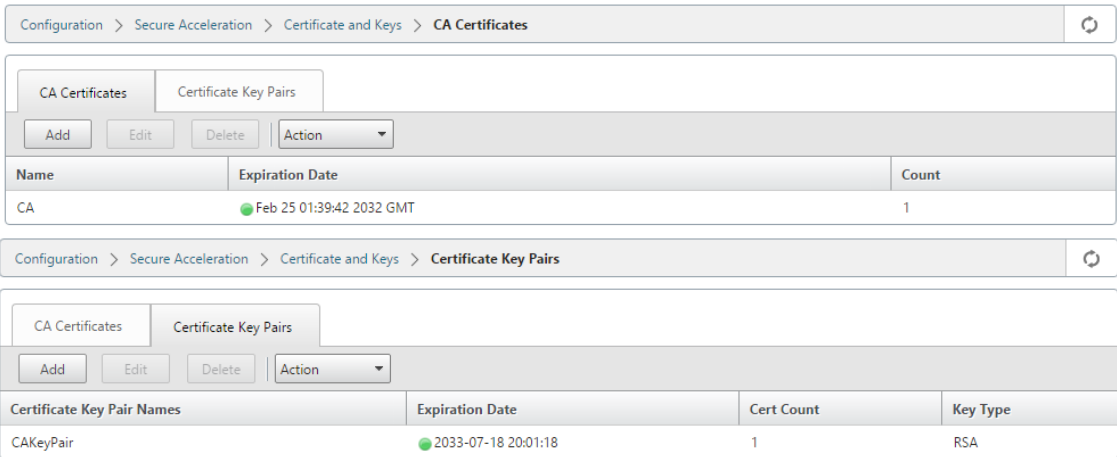 Configuration > Secure Acceleration > Certificate and Keys > CA Certificates
CA Certificates Certificate Key Pairs
Add Edit Delete Action
Name Expiration Date Count
CA Feb 25 01:39:42 2032 GMT 1
Configuration > Secure Acceleration > Certificate and Keys > Certificate Key Pairs
CA Certificates Certificate Key Pairs
Add Edit Delete Action
Certificate Key Pair Names Expiration Date Cert Count Key Type
CAKeyPair 2033-07-18 20:01:18 1 RSA